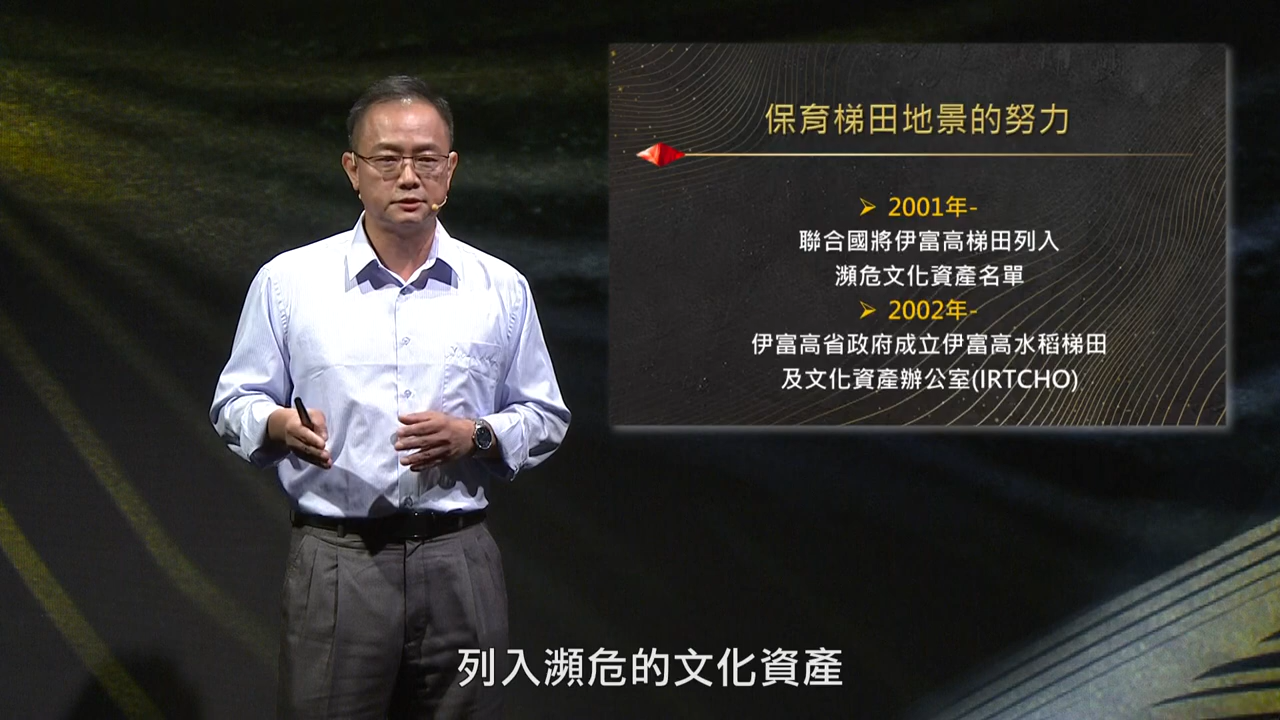 保育梯田地景的努力
➢ 2001年-
聯合國將伊富高梯田列入
瀕危文化資產名單
➢ 2002年-
伊富高省政府成立伊富高水稻梯田
及文化資產辦公室(IRTCHO)
列入瀕危的文化資產